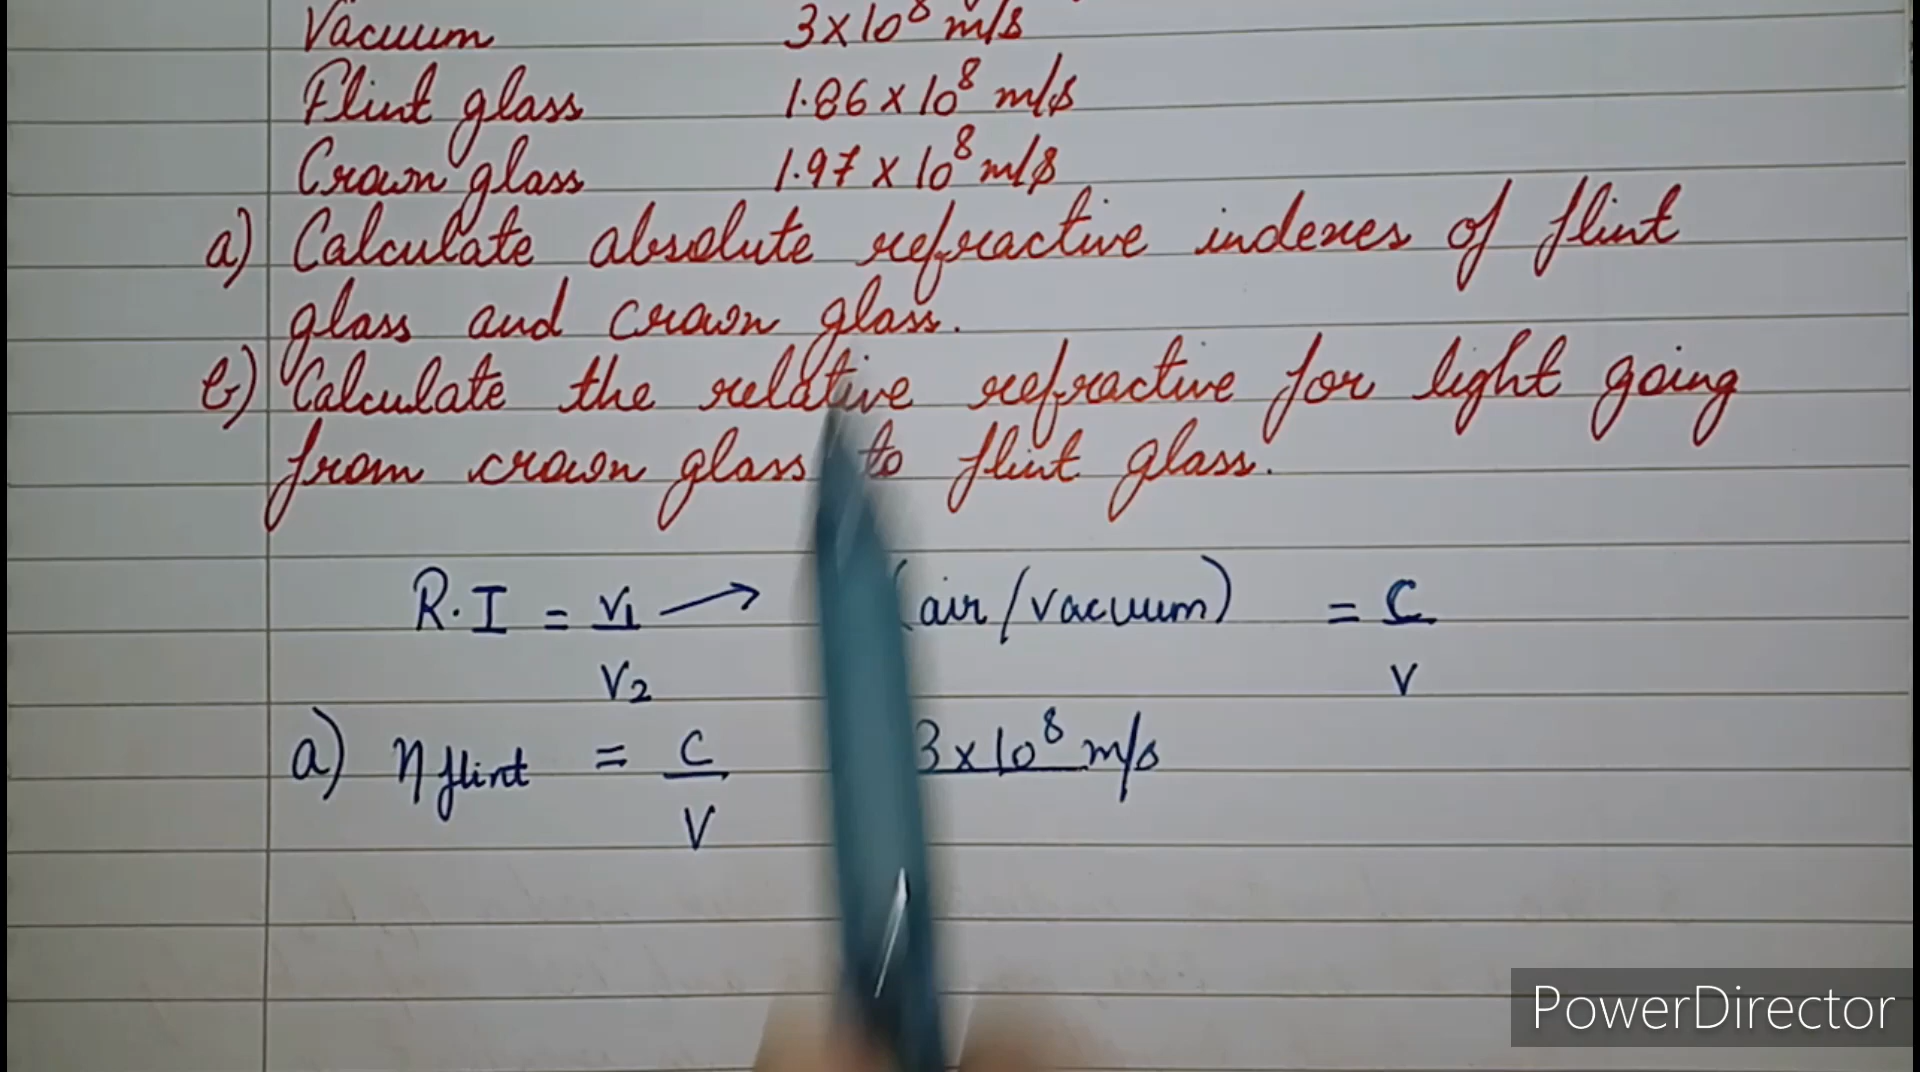 Vacuum 3x10⁸ m/s
Flint glass 1.86 x 10⁸ m/s
Crown glass 1.97 x 10⁸ m/s
a) Calculate absolute refractive indexes of flint
glass and crown glass.
b) Calculate the relative refractive for light going
from crown glass to flint glass.
R.I = V1 → (air/vacuum) = C
V2 V
a) η flint = C 3x10⁸ m/s
V
PowerDirector